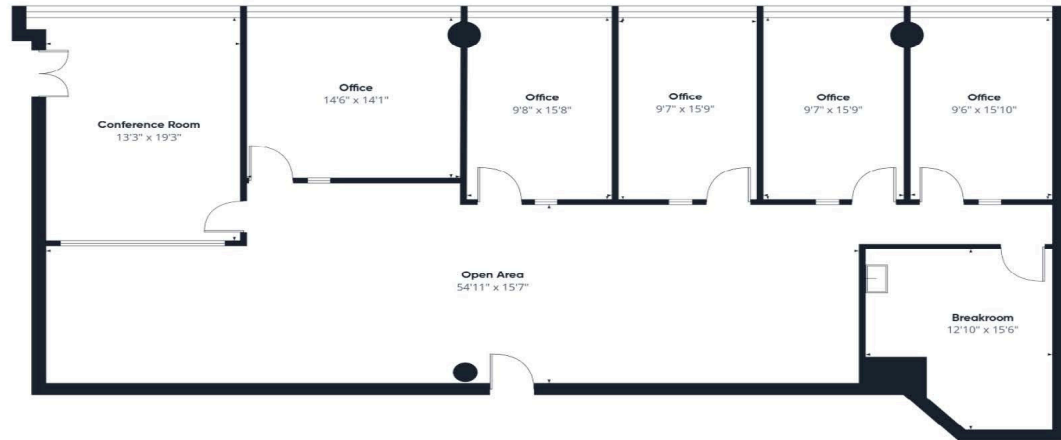 Conference Room
13'3" x 19'3"
Office
14'6" x 14'1"
Office
9'8" x 15'8"
Office
9'7" x 15'9"
Office
9'7" x 15'9"
Office
9'6" x 15'10"
Open Area
54'11" x 15'7"
Breakroom
12'10" x 15'6"